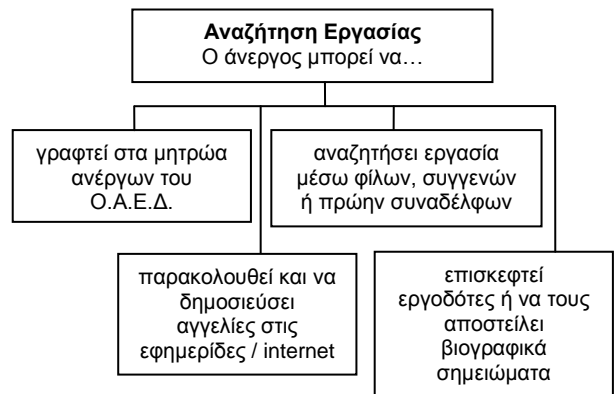 Αναζήτηση Εργασίας
Ο άνεργος μπορεί να…
γραφτεί στα μητρώα
ανέργων του
Ο.Α.Ε.Δ.
αναζητήσει εργασία
μέσω φίλων, συγγενών
ή πρώην συναδέλφων
παρακολουθεί και να
δημοσιεύσει
αγγελίες στις
εφημερίδες / internet
επισκεφτεί
εργοδότες ή να τους
αποστείλει
βιογραφικά
σημειώματα